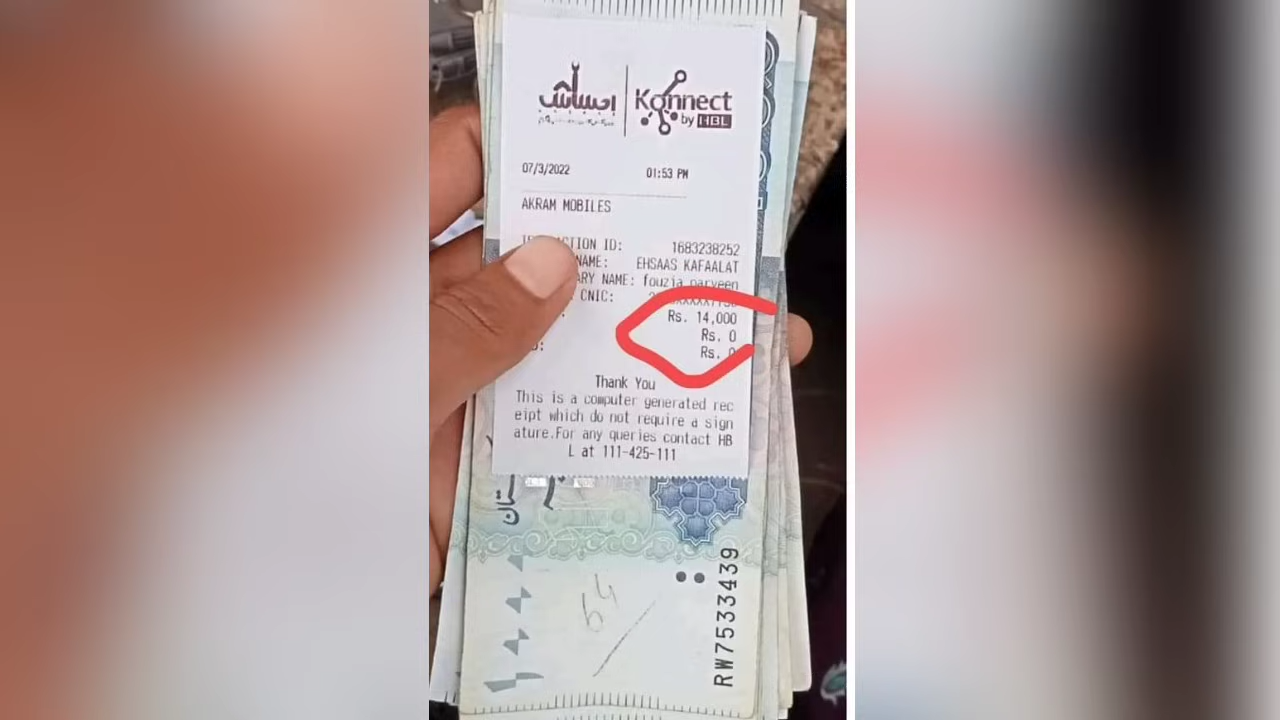 احساس
Konnect
by HBL
07/3/2022 01:53 PM
AKRAM MOBILES
ION ID: 1683238252
NAME: EHSAAS KAFAALAT
ARY NAME: fouzia parveen
CNIC:
Rs. 14,000
Rs. 0
Rs. 0
Thank You
This is a computer generated rec
eipt which do not require a sign
ature.For any queries contact HB
L at 111-425-111
RW7533439